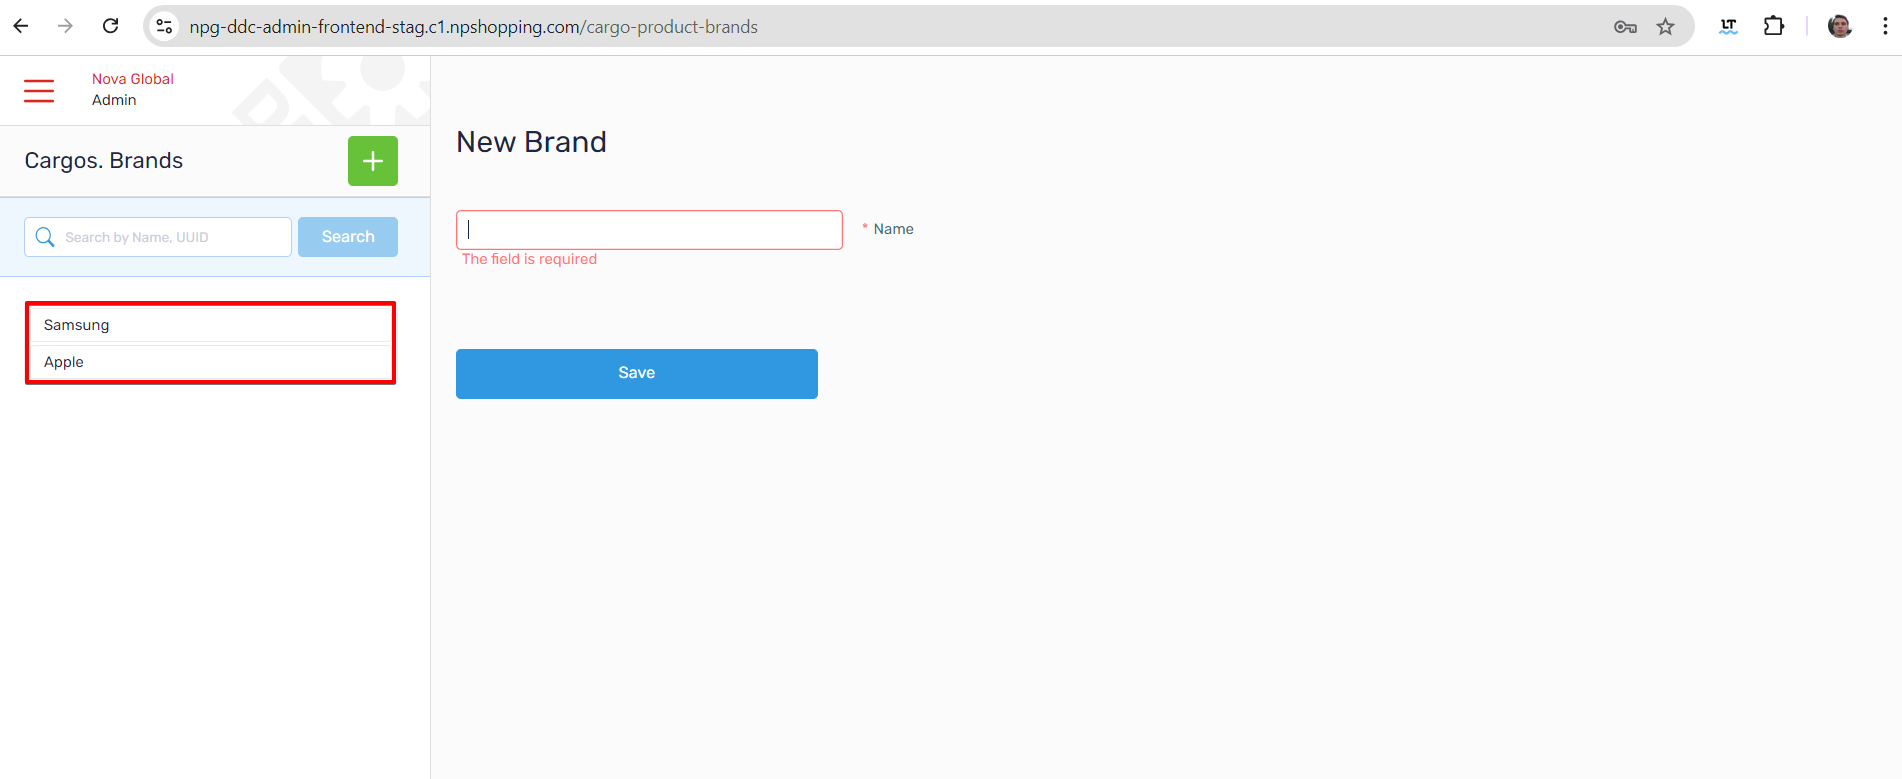 npg-ddc-admin-frontend-stag.c1.npshopping.com/cargo-product-brands
LT
Nova Global
Admin
Cargos. Brands
Search by Name, UUID
Search
Samsung
Apple
New Brand
* Name
The field is required
Save